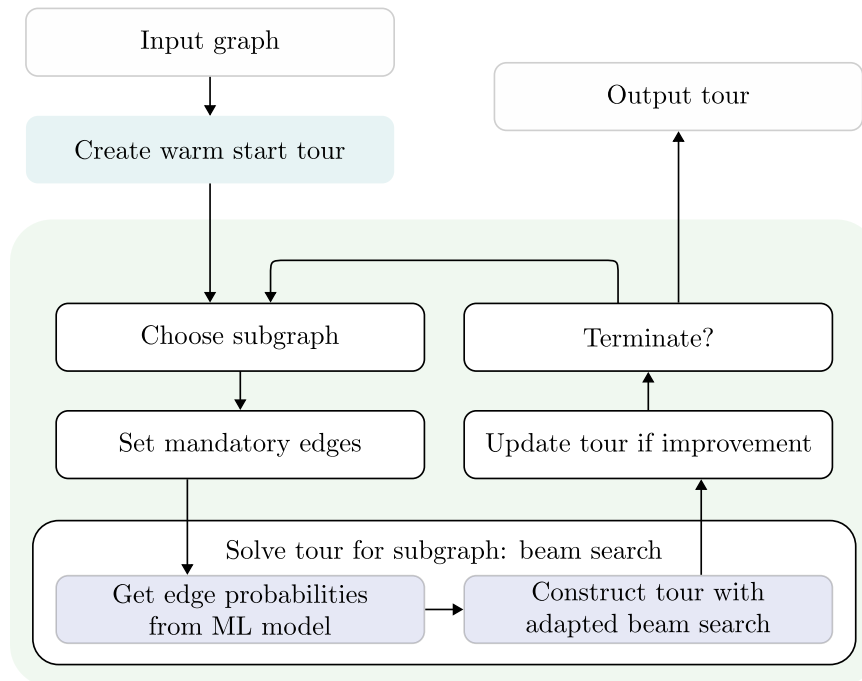 Input graph
Create warm start tour
Output tour
Choose subgraph
Set mandatory edges
Solve tour for subgraph: beam search
Get edge probabilities
from ML model
Construct tour with
adapted beam search
Update tour if improvement
Terminate?